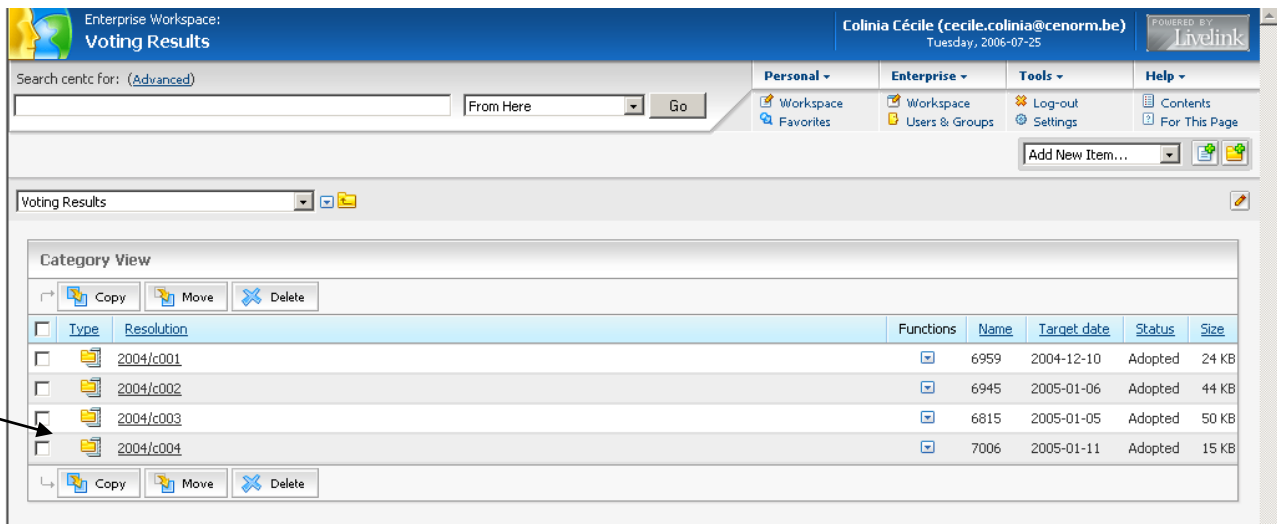 Enterprise Workspace:
Voting Results
Colinia Cécile (cecile.colinia@cenorm.be)
Tuesday, 2006-07-25
POWERED BY
Livelink
Search centc for: (Advanced)
From Here
Go
Personal
Enterprise
Tools
Help
Workspace
Workspace
Log-out
Contents
Favorites
Users & Groups
Settings
For This Page
Add New Item...
Voting Results
Category View
Copy Move Delete
Type Resolution Functions Name Target date Status Size
2004/c001 6959 2004-12-10 Adopted 24 KB
2004/c002 6945 2005-01-06 Adopted 44 KB
2004/c003 6815 2005-01-05 Adopted 50 KB
2004/c004 7006 2005-01-11 Adopted 15 KB
Copy Move Delete